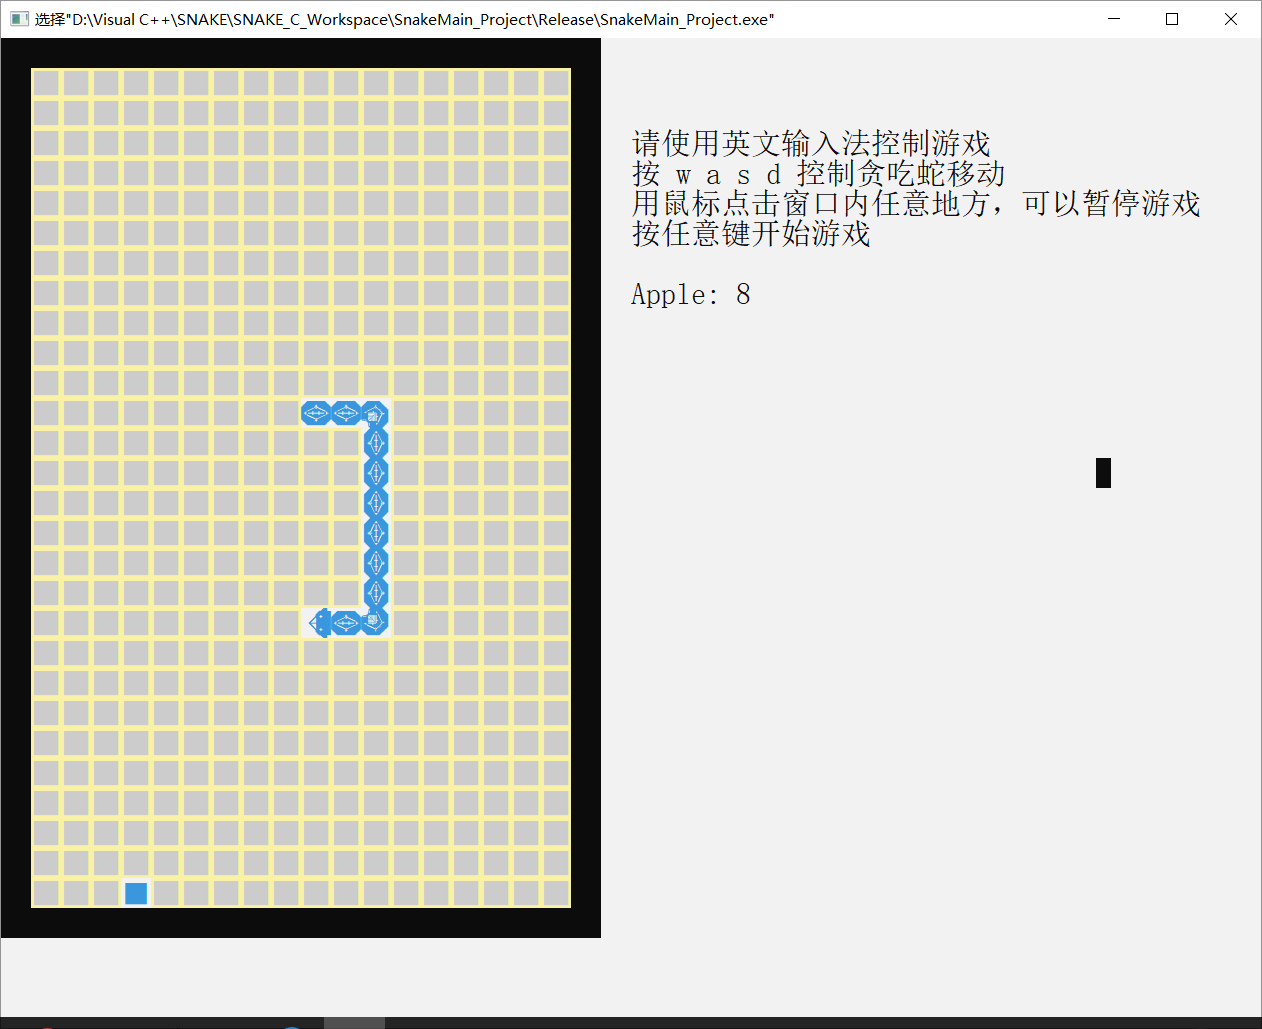 选择"D:\Visual C++\SNAKE\SNAKE_C_Workspace\SnakeMain_Project\Release\SnakeMain_Project.exe"
请使用英文输入法控制游戏
按 w a s d 控制贪吃蛇移动
用鼠标点击窗口内任意地方，可以暂停游戏
按任意键开始游戏
Apple: 8